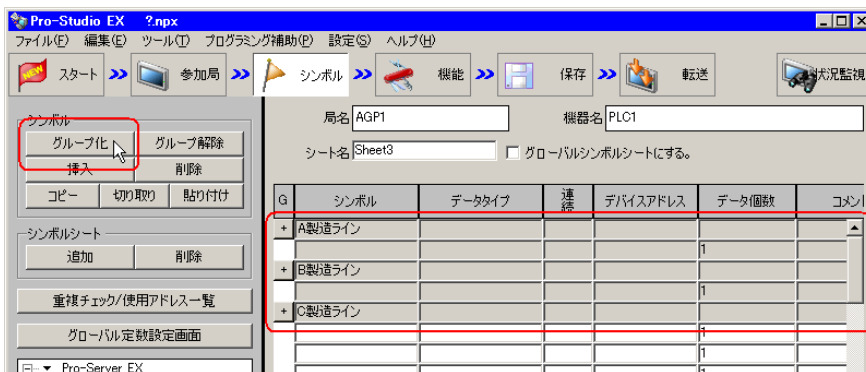 Pro-Studio EX ?.npx
ファイル(F) 編集(E) ツール(T) プログラミング補助(P) 設定(S) ヘルプ(H)
NEW スタート 参加局 シンボル 機能 保存 転送 状況監視
シンボル
グループ化 グループ解除
挿入 削除
コピー 切り取り 貼り付け
シンボルシート
追加 削除
重複チェック/使用アドレス一覧
グローバル定数設定画面
Pro-Server EX
局名 AGP1 機器名 PLC1
シート名 Sheet3 グローバルシンボルシートにする。
G シンボル データタイプ 連続 デバイスアドレス データ個数 コメント
+ A製造ライン
1
+ B製造ライン
1
+ C製造ライン
1
1
1